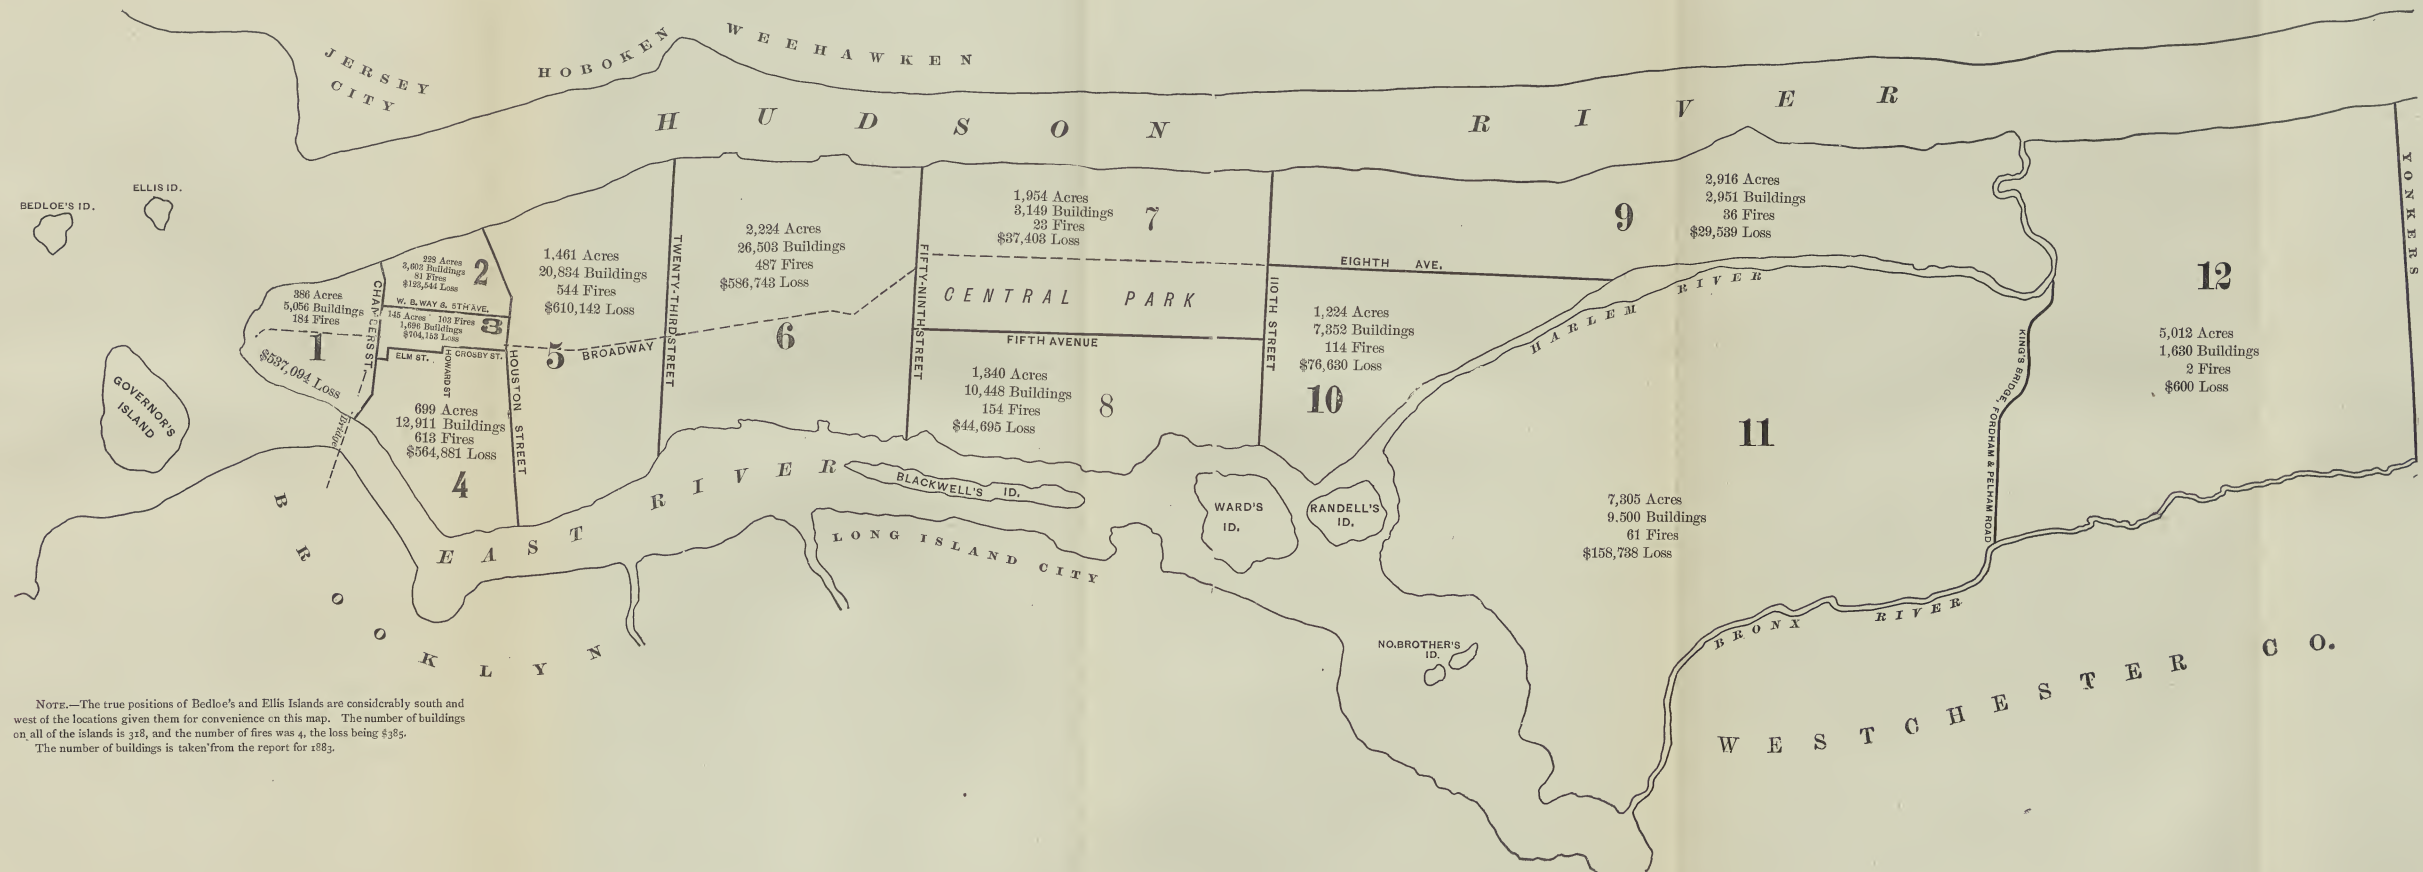 JERSEY
CITY
HOBOKEN
WEEHAWKEN
HUDSON RIVER
YONKERS
ELLIS ID.
BEDLOE'S ID.
GOVERNOR'S
ISLAND
386 Acres
5,056 Buildings
184 Fires
1
$537,094 Loss
CHAMBERS ST.
Bridge
228 Acres
3,603 Buildings
81 Fires
$123,544 Loss
2
W. B. WAY & 5TH AVE.
145 Acres 103 Fires
1,696 Buildings
$704,153 Loss
3
ELM ST.
HOWARD ST
CROSBY ST.
699 Acres
12,911 Buildings
613 Fires
$564,881 Loss
4
HOUSTON STREET
1,461 Acres
20,834 Buildings
544 Fires
$610,142 Loss
5
BROADWAY
TWENTY-THIRD STREET
2,224 Acres
26,503 Buildings
487 Fires
$586,743 Loss
6
FIFTY-NINTH STREET
1,954 Acres
3,149 Buildings
23 Fires
$37,403 Loss
7
CENTRAL PARK
FIFTH AVENUE
1,340 Acres
10,448 Buildings
154 Fires
$44,695 Loss
8
110TH STREET
2,916 Acres
2,951 Buildings
36 Fires
$29,539 Loss
9
EIGHTH AVE.
1,224 Acres
7,352 Buildings
114 Fires
$76,630 Loss
10
HARLEM RIVER
11
7,305 Acres
9.500 Buildings
61 Fires
$158,738 Loss
KING'S BRIDGE, FORDHAM & PELHAM ROAD
12
5,012 Acres
1,630 Buildings
2 Fires
$600 Loss
EAST RIVER
BLACKWELL'S ID.
WARD'S
ID.
RANDELL'S
ID.
LONG ISLAND CITY
BROOKLYN
NO.BROTHER'S
ID.
BRONX RIVER
WESTCHESTER CO.
NOTE.—The true positions of Bedloe's and Ellis Islands are considerably south and
west of the locations given them for convenience on this map. The number of buildings
on all of the islands is 318, and the number of fires was 4, the loss being $385.
The number of buildings is taken from the report for 1883.